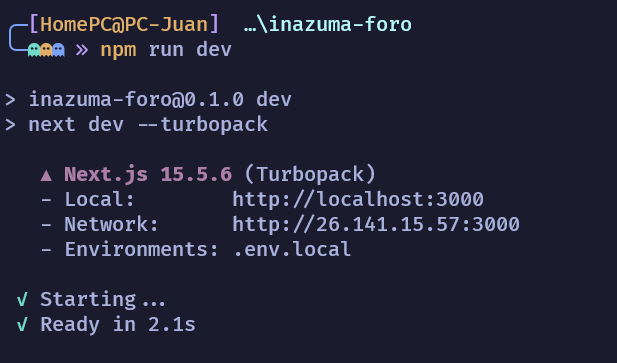 [HomePC@PC-Juan] …\inazuma-foro
» npm run dev
> inazuma-foro@0.1.0 dev
> next dev --turbopack
▲ Next.js 15.5.6 (Turbopack)
- Local: http://localhost:3000
- Network: http://26.141.15.57:3000
- Environments: .env.local
√ Starting...
√ Ready in 2.1s